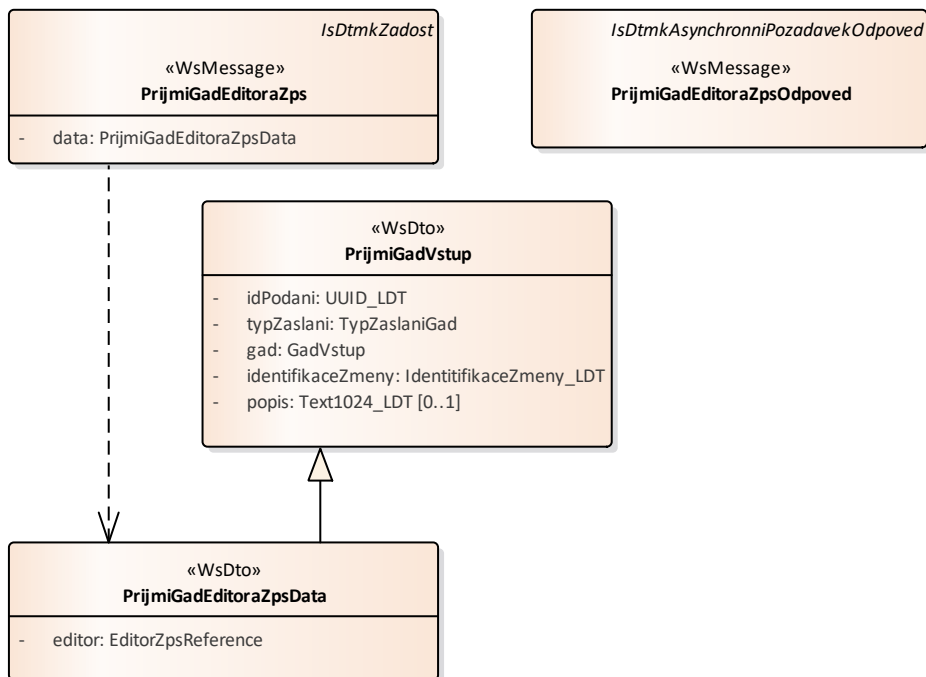 IsDtmkZadost
«WsMessage»
PrijmiGadEditoraZps
- data: PrijmiGadEditoraZpsData
IsDtmkAsynchronniPozadavekOdpoved
«WsMessage»
PrijmiGadEditoraZpsOdpoved
«WsDto»
PrijmiGadVstup
- idPodani: UUID_LDT
- typZaslani: TypZaslaniGad
- gad: GadVstup
- identifikaceZmeny: IdentitifikaceZmeny_LDT
- popis: Text1024_LDT [0..1]
«WsDto»
PrijmiGadEditoraZpsData
- editor: EditorZpsReference